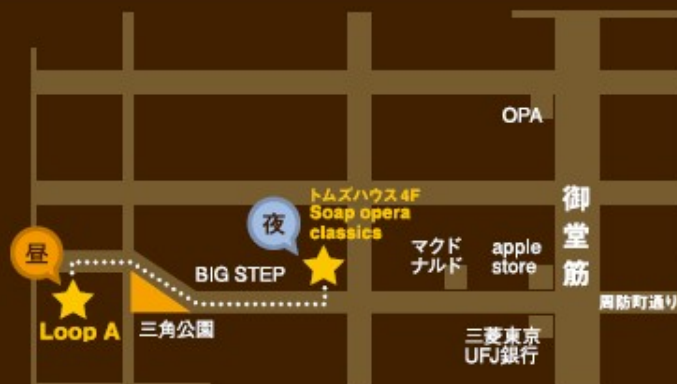 OPA
御堂筋
トムズハウス4F
Soap opera
classics
夜
マクド
ナルド
apple
store
昼
BIG STEP
周防町通り
Loop A
三角公園
三菱東京
UFJ銀行